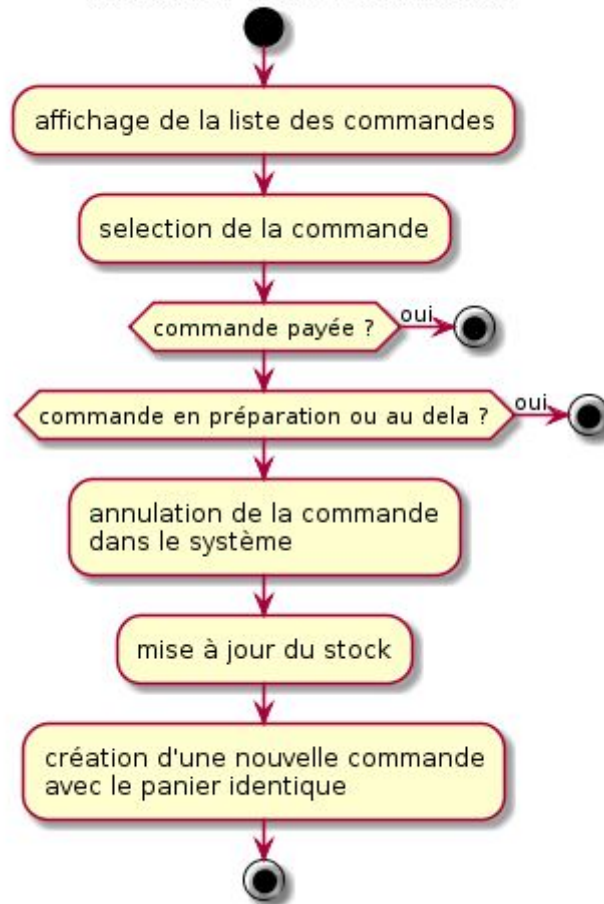 affichage de la liste des commandes
selection de la commande
commande payée ?
oui
commande en préparation ou au dela ?
oui
annulation de la commande
dans le système
mise à jour du stock
création d'une nouvelle commande
avec le panier identique